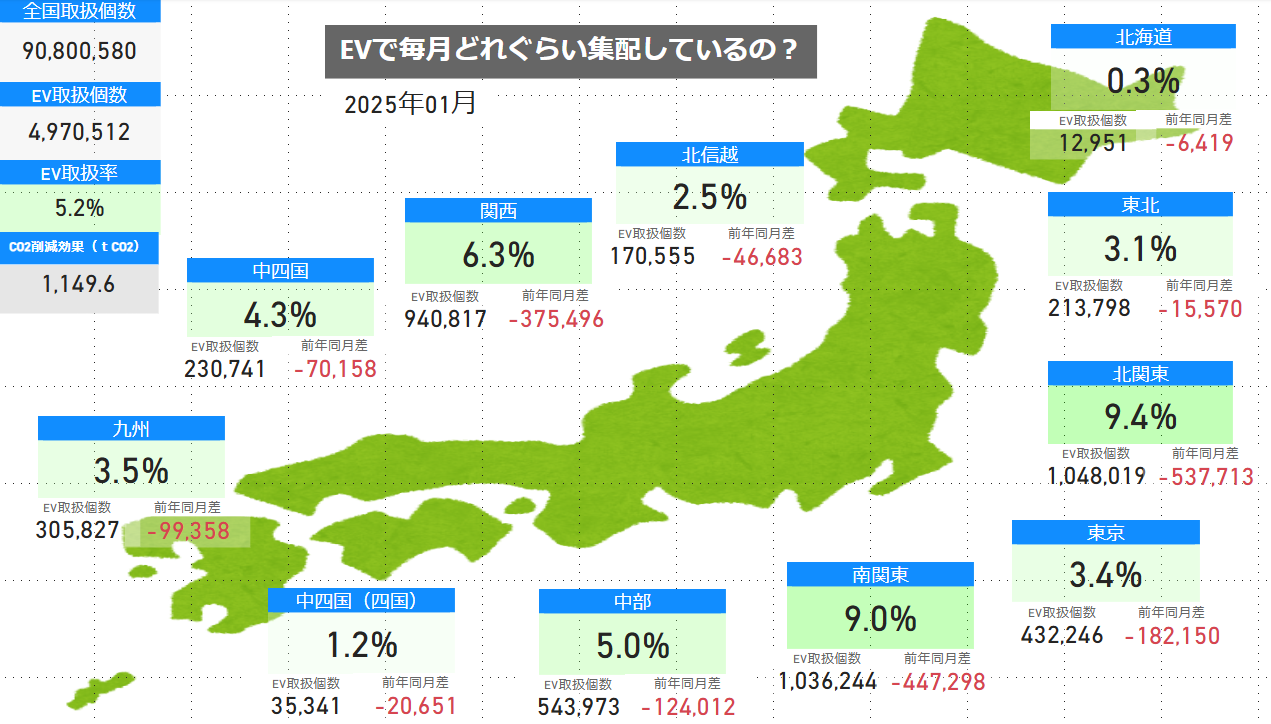 全国取扱個数
90,800,580
EV取扱個数
4,970,512
EV取扱率
5.2%
CO2削減効果（ｔCO2）
1,149.6
EVで毎月どれぐらい集配しているの？
2025年01月
北海道
0.3%
EV取扱個数 前年同月差
12,951 -6,419
北信越
2.5%
EV取扱個数 前年同月差
170,555 -46,683
東北
3.1%
EV取扱個数 前年同月差
213,798 -15,570
関西
6.3%
EV取扱個数 前年同月差
940,817 -375,496
中四国
4.3%
EV取扱個数 前年同月差
230,741 -70,158
北関東
9.4%
EV取扱個数 前年同月差
1,048,019 -537,713
九州
3.5%
EV取扱個数 前年同月差
305,827 -99,358
東京
3.4%
EV取扱個数 前年同月差
432,246 -182,150
南関東
9.0%
EV取扱個数 前年同月差
1,036,244 -447,298
中四国（四国）
1.2%
EV取扱個数 前年同月差
35,341 -20,651
中部
5.0%
EV取扱個数 前年同月差
543,973 -124,012